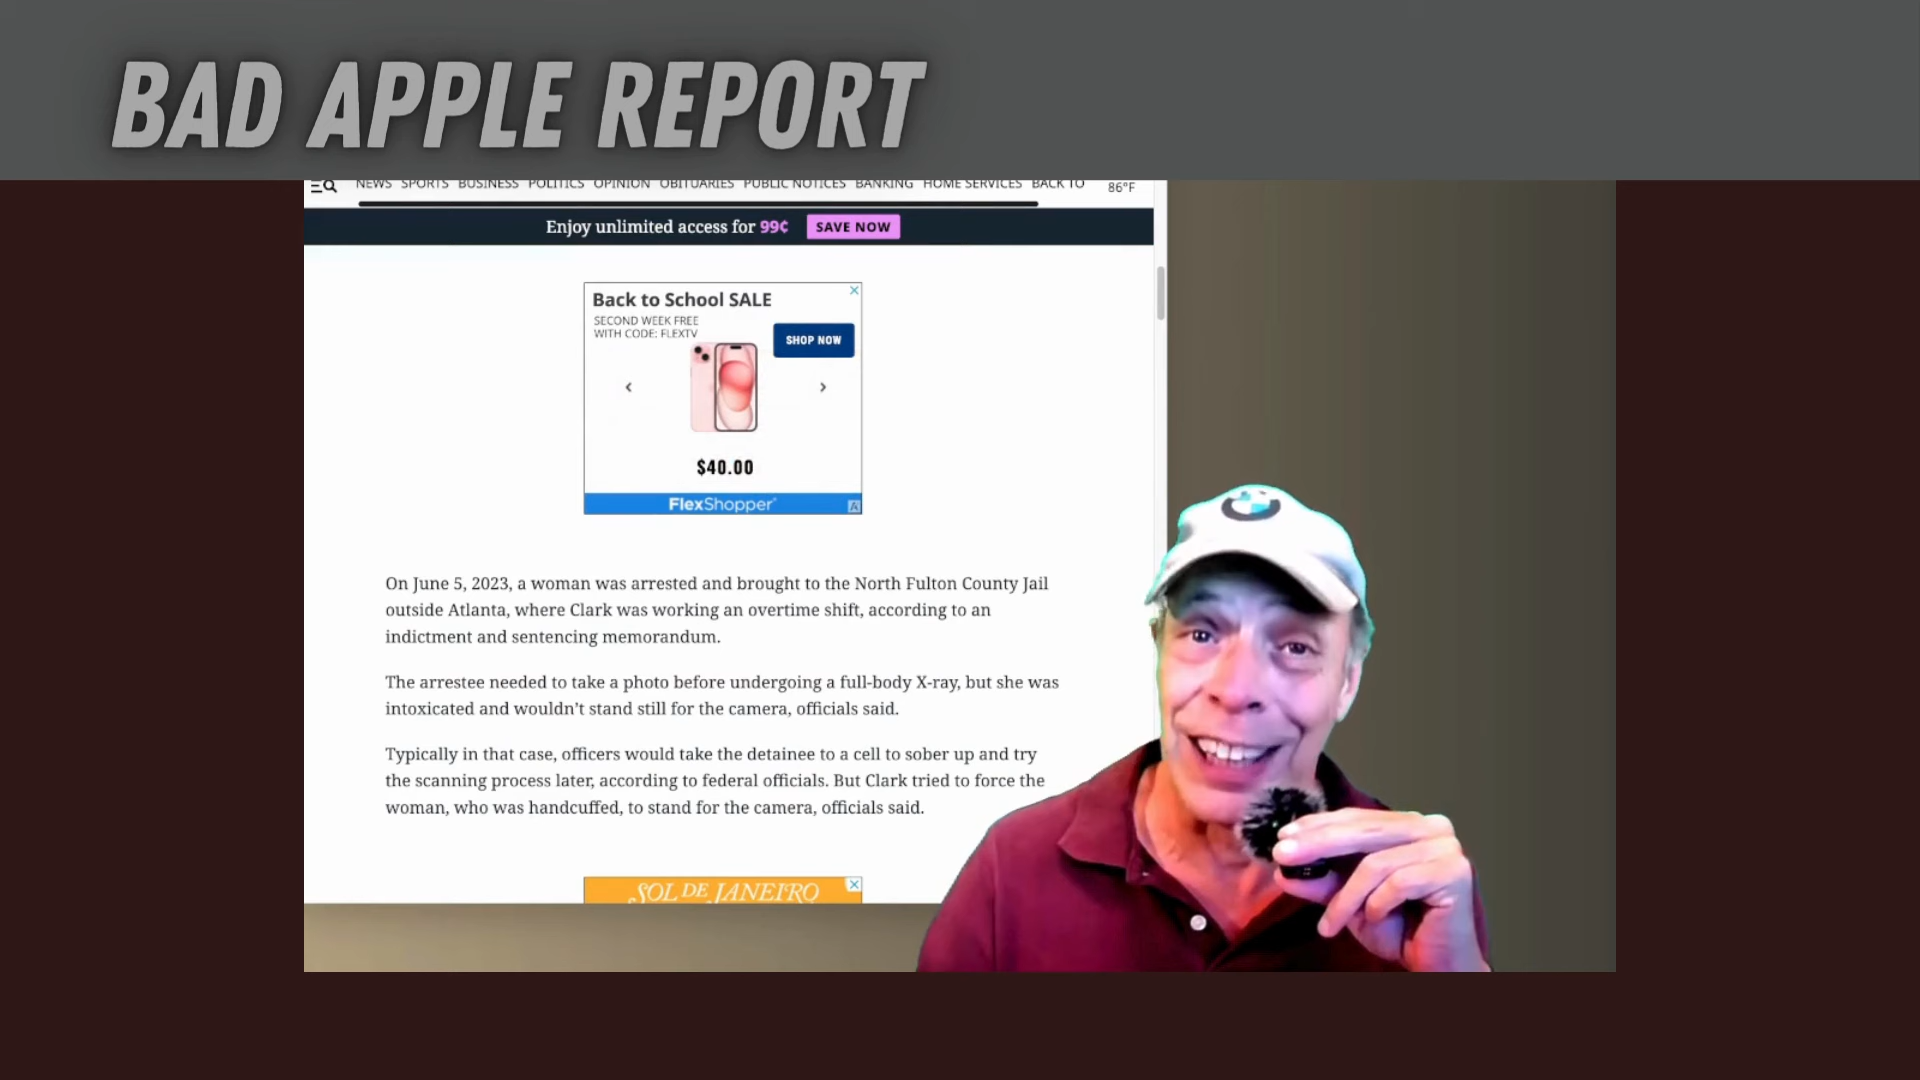 BAD APPLE REPORT
NEWS SPORTS BUSINESS POLITICS OPINION OBITUARIES PUBLIC NOTICES BANKING HOME SERVICES BACK TO 86°F
Enjoy unlimited access for 99¢ SAVE NOW
Back to School SALE
SECOND WEEK FREE
WITH CODE: FLEXTV
SHOP NOW
$40.00
FlexShopper
On June 5, 2023, a woman was arrested and brought to the North Fulton County Jail
outside Atlanta, where Clark was working an overtime shift, according to an
indictment and sentencing memorandum.
The arrestee needed to take a photo before undergoing a full-body X-ray, but she was
intoxicated and wouldn’t stand still for the camera, officials said.
Typically in that case, officers would take the detainee to a cell to sober up and try
the scanning process later, according to federal officials. But Clark tried to force the
woman, who was handcuffed, to stand for the camera, officials said.
SOL DE JANEIRO